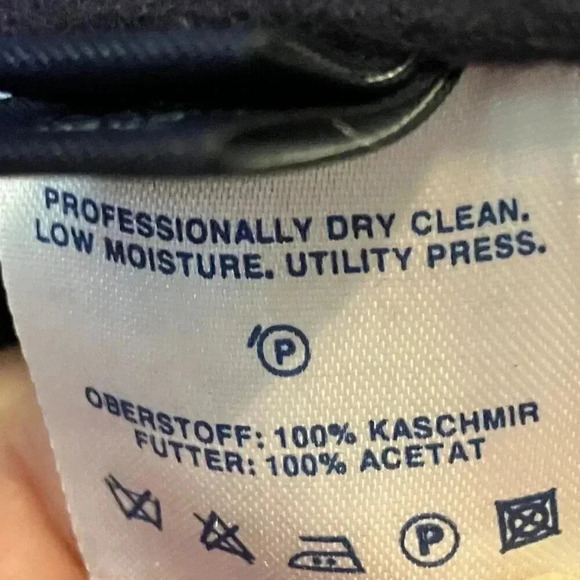 PROFESSIONALLY DRY CLEAN.
LOW MOISTURE. UTILITY PRESS.
P
OBERSTOFF: 100% KASCHMIR
FUTTER: 100% ACETAT
P